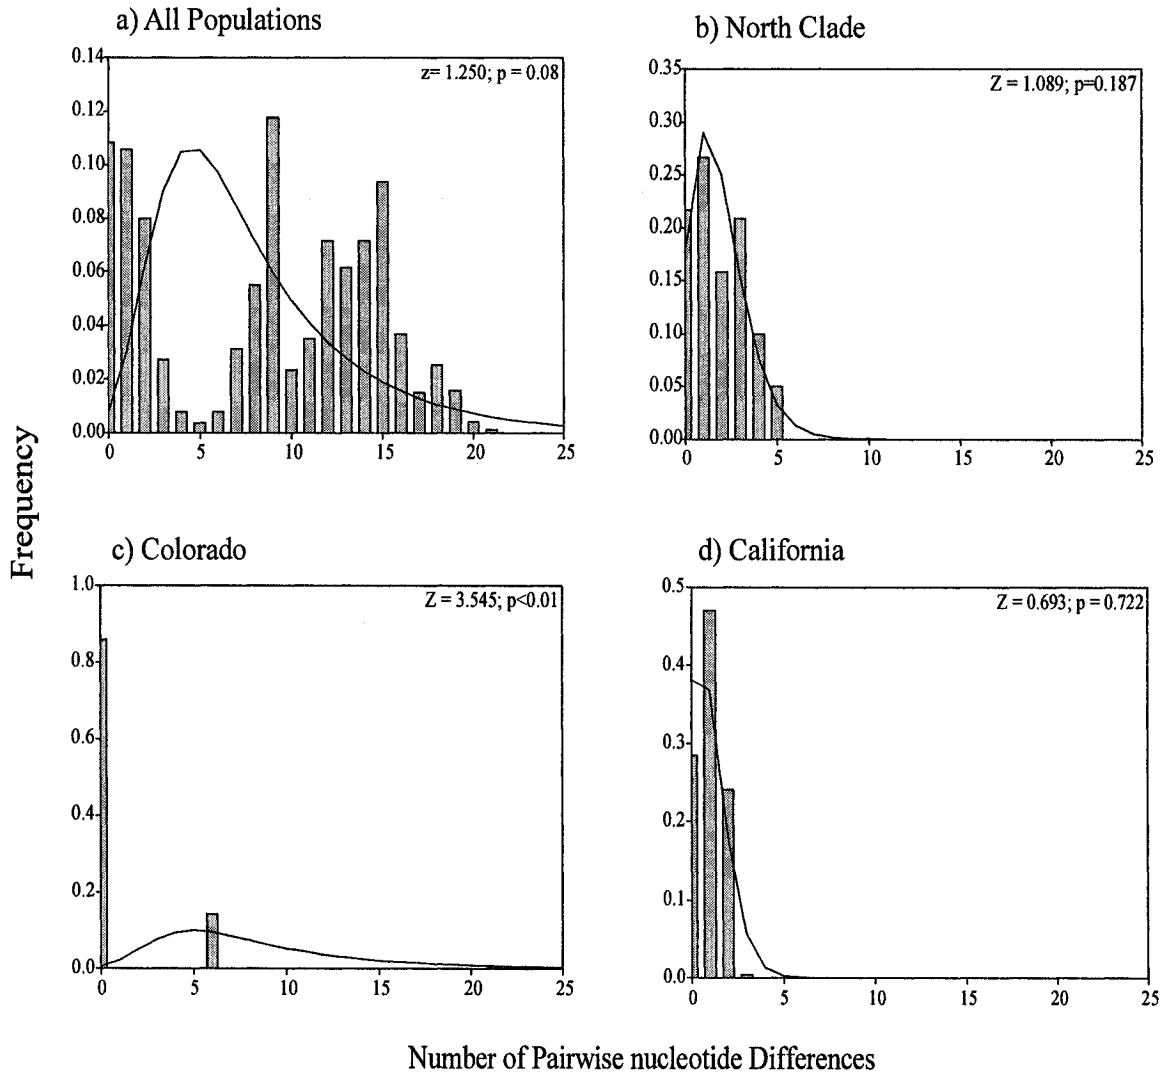 a) All Populations
z= 1.250; p = 0.08
0.14
0.12
0.10
0.08
0.06
0.04
0.02
0.00
0 5 10 15 20 25
b) North Clade
Z = 1.089; p=0.187
0.35
0.30
0.25
0.20
0.15
0.10
0.05
0.00
0 5 10 15 20 25
Frequency
c) Colorado
Z = 3.545; p<0.01
1.0
0.8
0.6
0.4
0.2
0.0
0 5 10 15 20 25
d) California
Z = 0.693; p = 0.722
0.5
0.4
0.3
0.2
0.1
0.0
0 5 10 15 20 25
Number of Pairwise nucleotide Differences